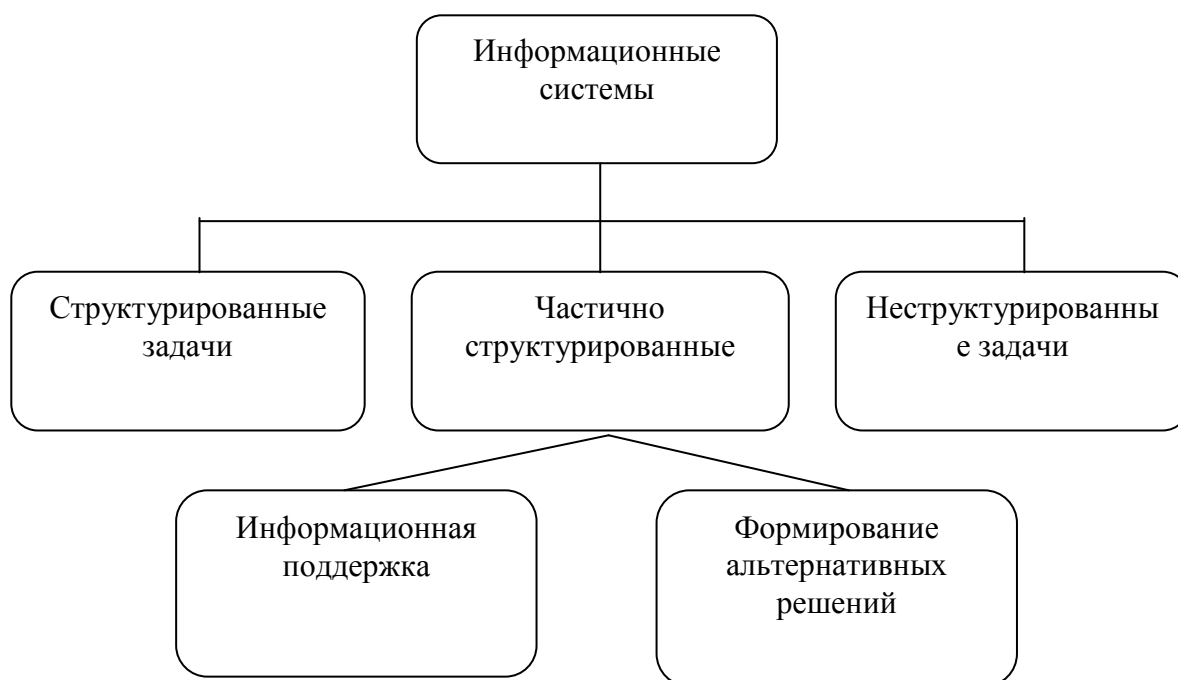 Информационные
системы
Структурированные
задачи
Частично
структурированные
Неструктурированны
е задачи
Информационная
поддержка
Формирование
альтернативных
решений